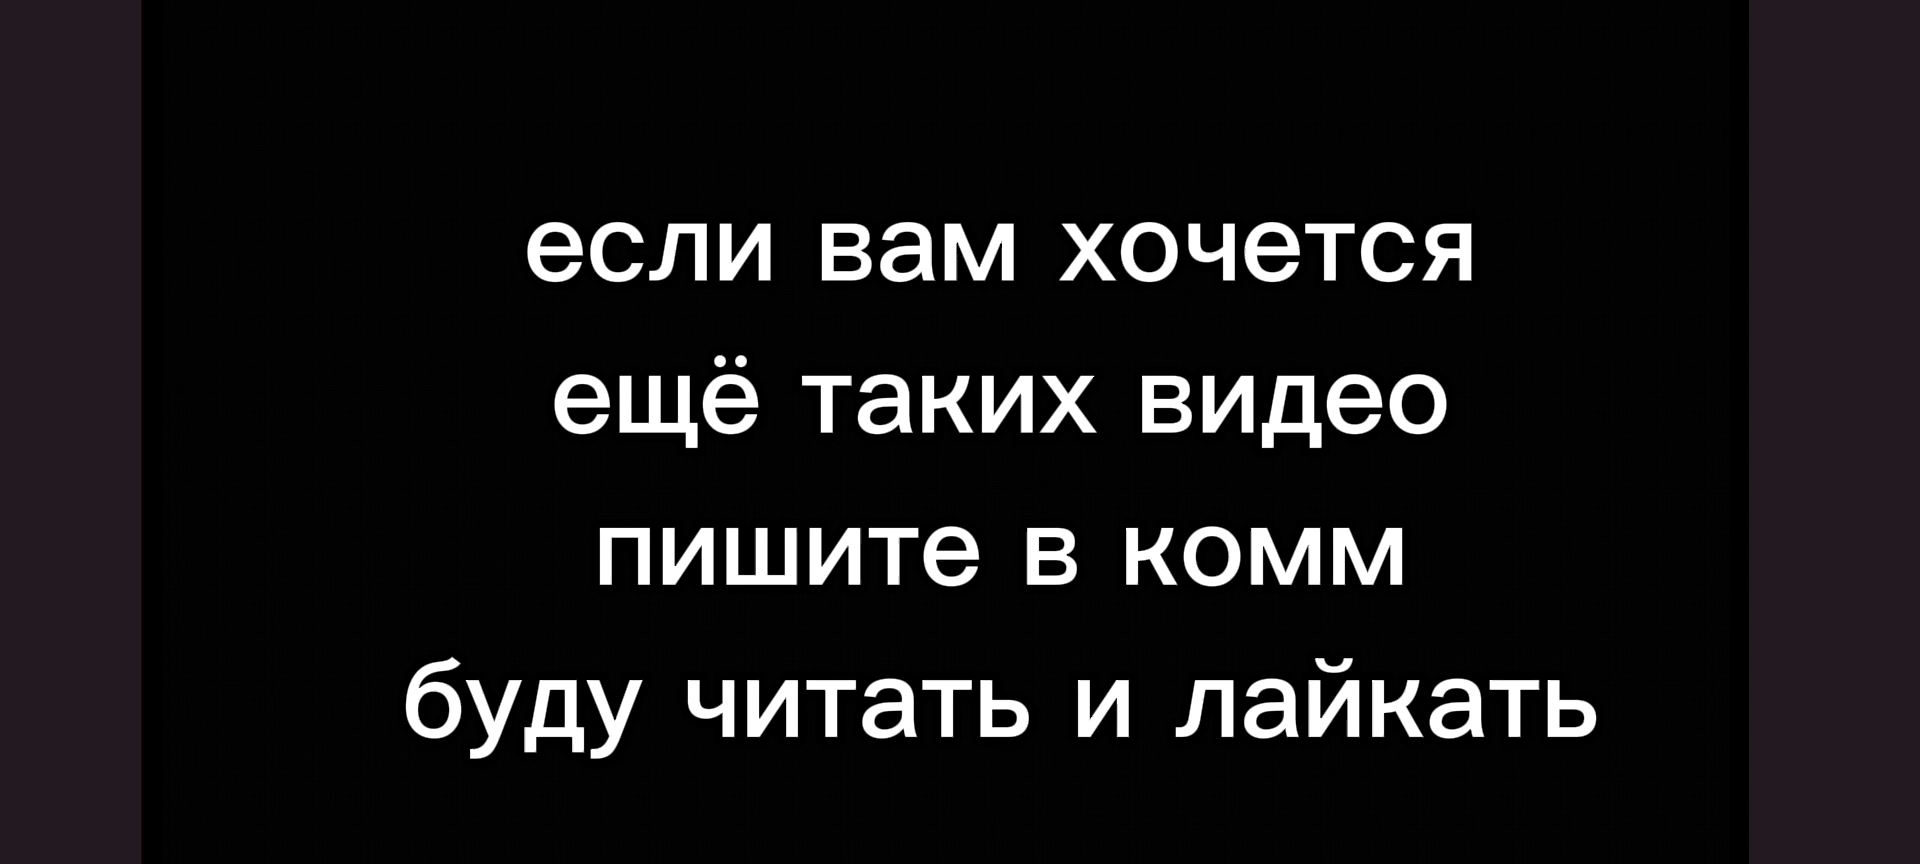 если вам хочется
ещё таких видео
пишите в комм
буду читать и лайкать